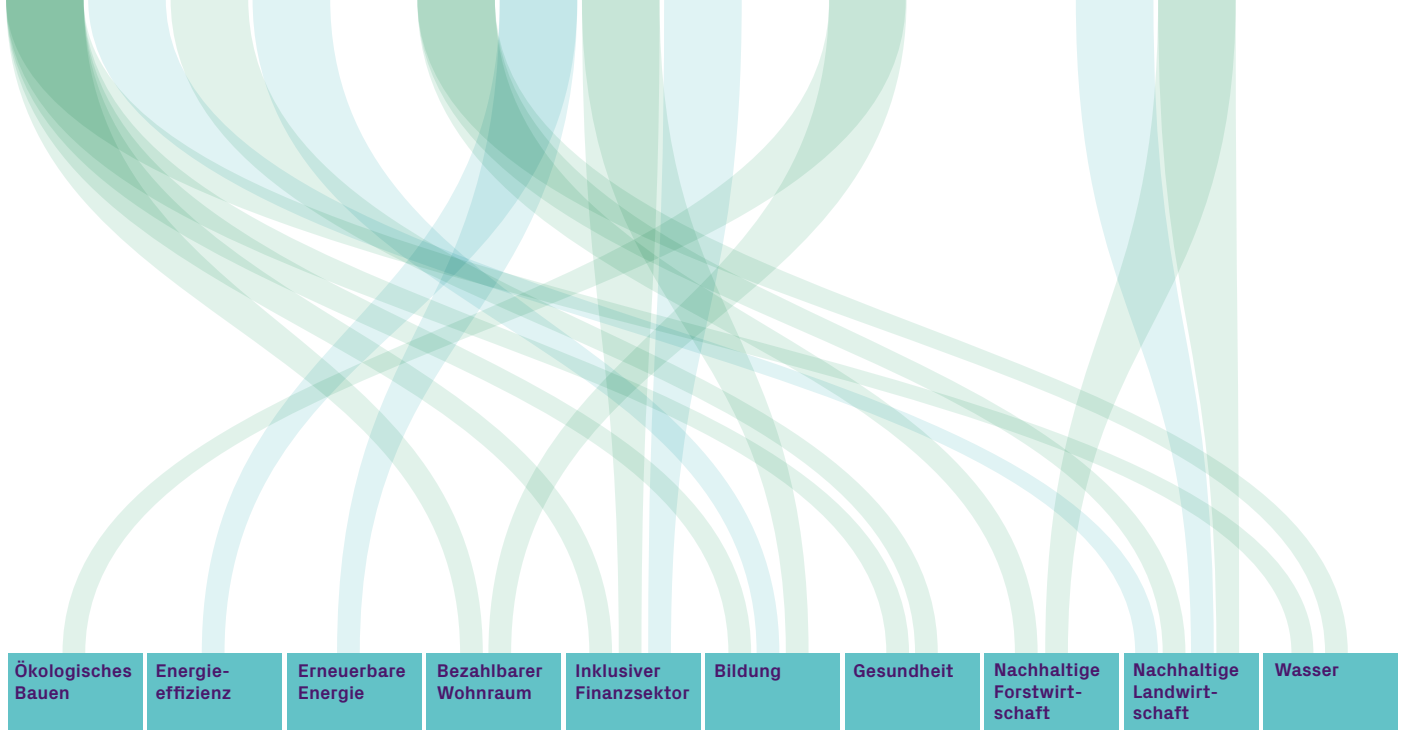 Ökologisches
Bauen
Energie-
effizienz
Erneuerbare
Energie
Bezahlbarer
Wohnraum
Inklusiver
Finanzsektor
Bildung
Gesundheit
Nachhaltige
Forstwirt-
schaft
Nachhaltige
Landwirt-
schaft
Wasser